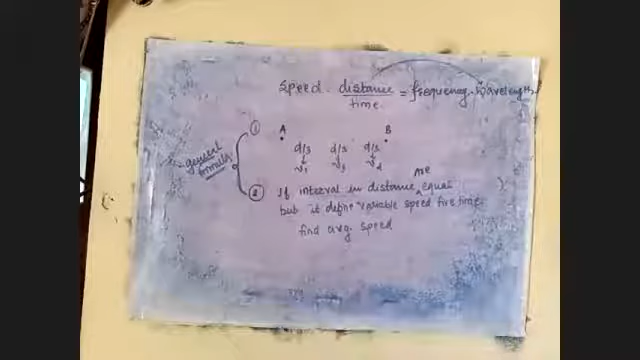 Speed - distance = frequency. Wavelength.
time
general formula
① A B
d/3 d/3 d/3
v₁ v₃ v₂
② If interval in distance are equal
but it define variable speed five time
find avg. speed